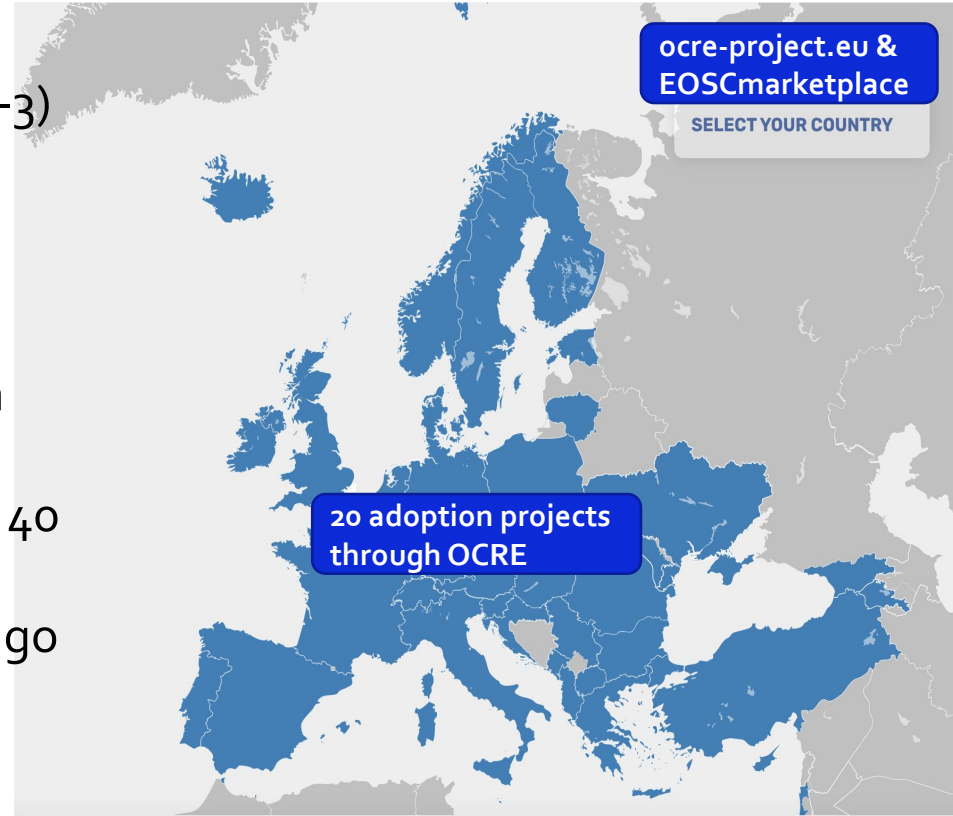 ocre-project.eu &
EOSCmarketplace
SELECT YOUR COUNTRY
-3)
40
20 adoption projects
through OCRE
go